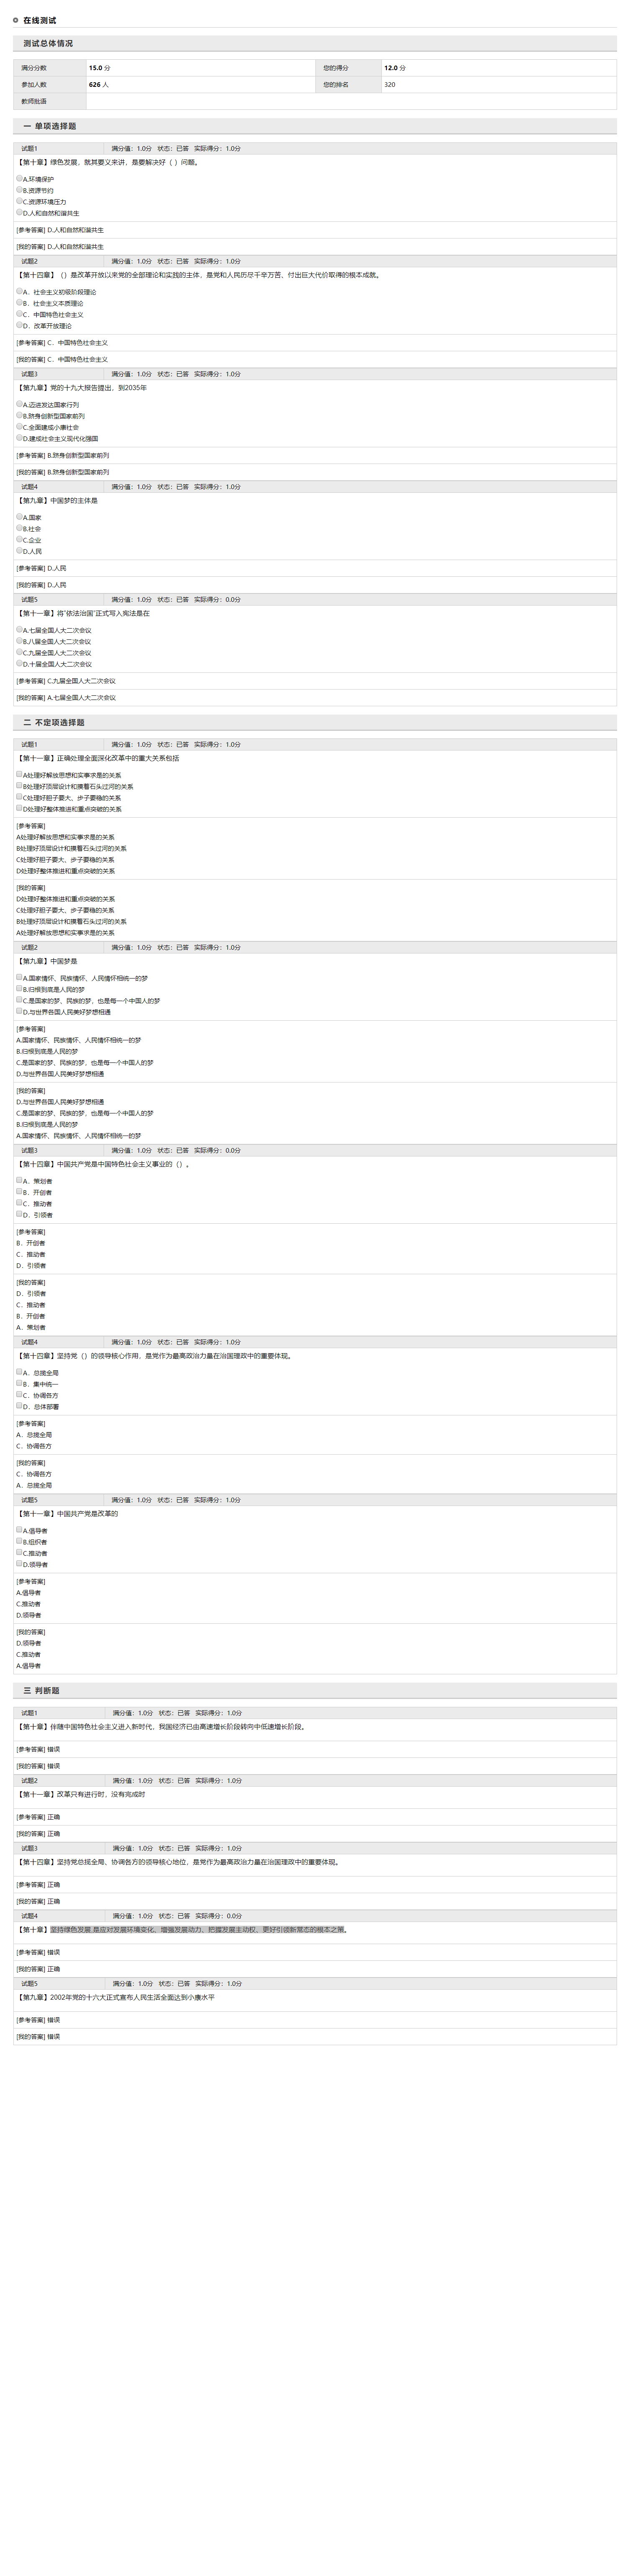 在线测试
测试总体情况
满分分数 15.0 分 您的得分 12.0 分
参加人数 626 人 您的排名 320
教师批语
一 单项选择题
试题1 满分值：1.0分 状态：已答 实际得分：1.0分
【第十章】绿色发展，就其要义来讲，是要解决好（ ）问题。
A.环境保护
B.资源节约
C.资源环境压力
D.人和自然和谐共生
[参考答案] D.人和自然和谐共生
[我的答案] D.人和自然和谐共生
试题2 满分值：1.0分 状态：已答 实际得分：1.0分
【第十四章】（）是改革开放以来党的全部理论和实践的主体，是党和人民历尽千辛万苦、付出巨大代价取得的根本成就。
A．社会主义初级阶段理论
B．社会主义本质理论
C．中国特色社会主义
D．改革开放理论
[参考答案] C．中国特色社会主义
[我的答案] C．中国特色社会主义
试题3 满分值：1.0分 状态：已答 实际得分：1.0分
【第九章】党的十九大报告提出，到2035年
A.迈进发达国家行列
B.跻身创新型国家前列
C.全面建成小康社会
D.建成社会主义现代化强国
[参考答案] B.跻身创新型国家前列
[我的答案] B.跻身创新型国家前列
试题4 满分值：1.0分 状态：已答 实际得分：1.0分
【第九章】中国梦的主体是
A.国家
B.社会
C.企业
D.人民
[参考答案] D.人民
[我的答案] D.人民
试题5 满分值：1.0分 状态：已答 实际得分：0.0分
【第十一章】将“依法治国”正式写入宪法是在
A.七届全国人大二次会议
B.八届全国人大二次会议
C.九届全国人大二次会议
D.十届全国人大二次会议
[参考答案] C.九届全国人大二次会议
[我的答案] A.七届全国人大二次会议
二 不定项选择题
试题1 满分值：1.0分 状态：已答 实际得分：1.0分
【第十一章】正确处理全面深化改革中的重大关系包括
A处理好解放思想和实事求是的关系
B处理好顶层设计和摸着石头过河的关系
C处理好胆子要大、步子要稳的关系
D处理好整体推进和重点突破的关系
[参考答案]
A处理好解放思想和实事求是的关系
B处理好顶层设计和摸着石头过河的关系
C处理好胆子要大、步子要稳的关系
D处理好整体推进和重点突破的关系
[我的答案]
D处理好整体推进和重点突破的关系
C处理好胆子要大、步子要稳的关系
B处理好顶层设计和摸着石头过河的关系
A处理好解放思想和实事求是的关系
试题2 满分值：1.0分 状态：已答 实际得分：1.0分
【第九章】中国梦是
A.国家情怀、民族情怀、人民情怀相统一的梦
B.归根到底是人民的梦
C.是国家的梦、民族的梦，也是每一个中国人的梦
D.与世界各国人民美好梦想相通
[参考答案]
A.国家情怀、民族情怀、人民情怀相统一的梦
B.归根到底是人民的梦
C.是国家的梦、民族的梦，也是每一个中国人的梦
D.与世界各国人民美好梦想相通
[我的答案]
D.与世界各国人民美好梦想相通
C.是国家的梦、民族的梦，也是每一个中国人的梦
B.归根到底是人民的梦
A.国家情怀、民族情怀、人民情怀相统一的梦
试题3 满分值：1.0分 状态：已答 实际得分：0.0分
【第十四章】中国共产党是中国特色社会主义事业的（）。
A．策划者
B．开创者
C．推动者
D．引领者
[参考答案]
B．开创者
C．推动者
D．引领者
[我的答案]
D．引领者
C．推动者
B．开创者
A．策划者
试题4 满分值：1.0分 状态：已答 实际得分：1.0分
【第十四章】坚持党（）的领导核心作用，是党作为最高政治力量在治国理政中的重要体现。
A．总揽全局
B．集中统一
C．协调各方
D．总体部署
[参考答案]
A．总揽全局
C．协调各方
[我的答案]
C．协调各方
A．总揽全局
试题5 满分值：1.0分 状态：已答 实际得分：1.0分
【第十一章】中国共产党是改革的
A.倡导者
B.组织者
C.推动者
D.领导者
[参考答案]
A.倡导者
C.推动者
D.领导者
[我的答案]
D.领导者
C.推动者
A.倡导者
三 判断题
试题1 满分值：1.0分 状态：已答 实际得分：1.0分
【第十章】伴随中国特色社会主义进入新时代，我国经济已由高速增长阶段转向中低速增长阶段。
[参考答案] 错误
[我的答案] 错误
试题2 满分值：1.0分 状态：已答 实际得分：1.0分
【第十一章】改革只有进行时，没有完成时
[参考答案] 正确
[我的答案] 正确
试题3 满分值：1.0分 状态：已答 实际得分：1.0分
【第十四章】坚持党总揽全局、协调各方的领导核心地位，是党作为最高政治力量在治国理政中的重要体现。
[参考答案] 正确
[我的答案] 正确
试题4 满分值：1.0分 状态：已答 实际得分：0.0分
【第十章】坚持绿色发展,是应对发展环境变化、增强发展动力、把握发展主动权，更好引领新常态的根本之策。
[参考答案] 错误
[我的答案] 正确
试题5 满分值：1.0分 状态：已答 实际得分：1.0分
【第九章】2002年党的十六大正式宣布人民生活全面达到小康水平
[参考答案] 错误
[我的答案] 错误